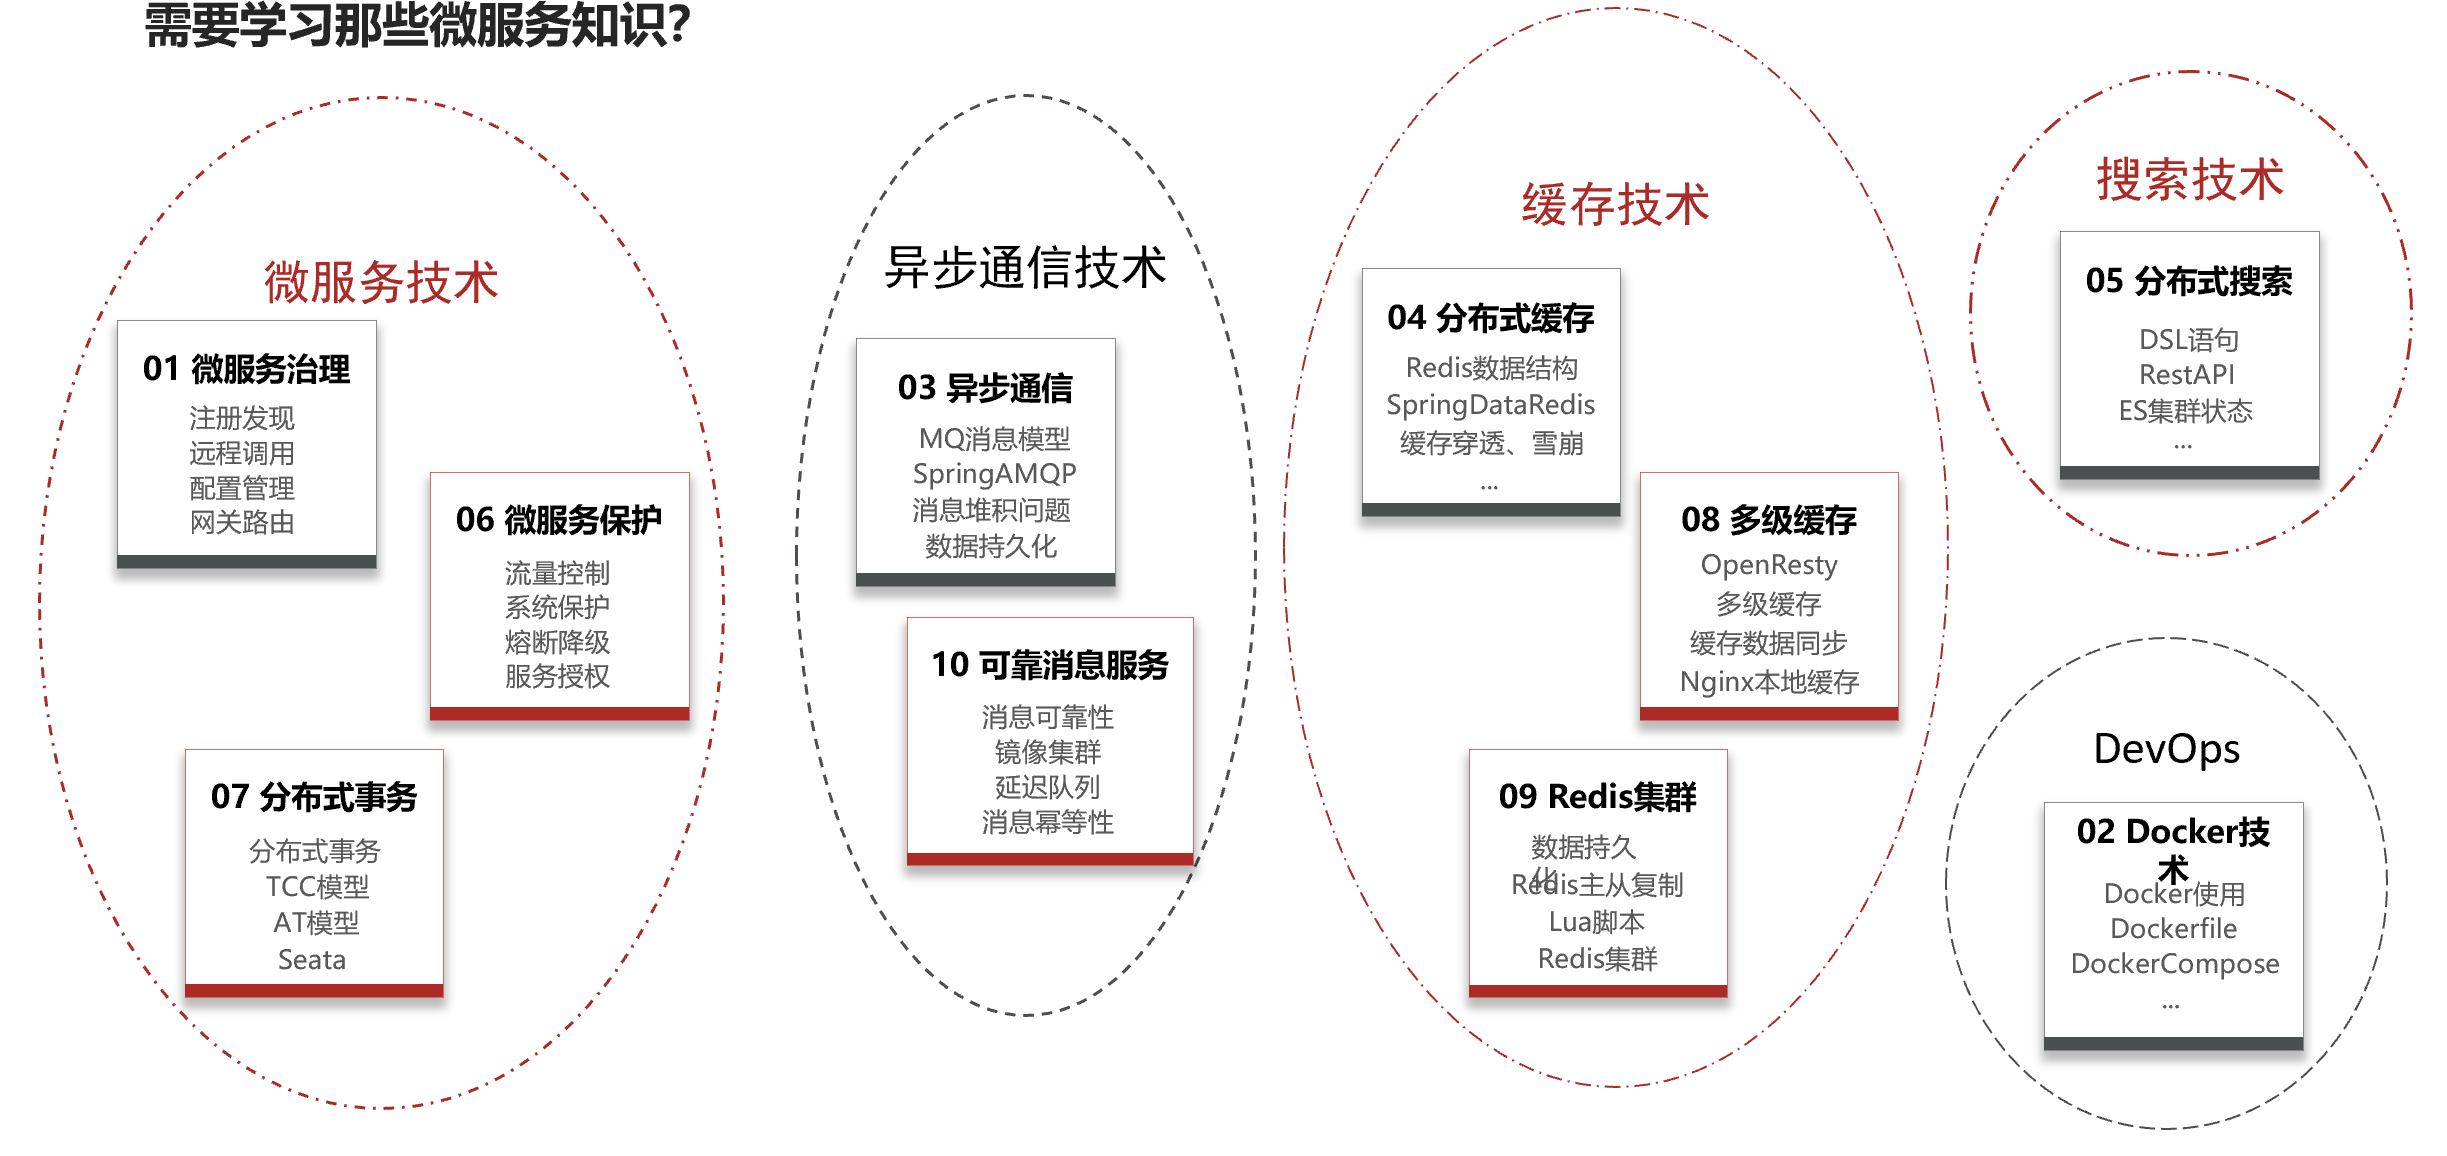 需要学习那些微服务知识？
微服务技术
01 微服务治理
注册发现
远程调用
配置管理
网关路由
06 微服务保护
流量控制
系统保护
熔断降级
服务授权
07 分布式事务
分布式事务
TCC模型
AT模型
Seata
异步通信技术
03 异步通信
MQ消息模型
SpringAMQP
消息堆积问题
数据持久化
10 可靠消息服务
消息可靠性
镜像集群
延迟队列
消息幂等性
缓存技术
04 分布式缓存
Redis数据结构
SpringDataRedis
缓存穿透、雪崩
...
08 多级缓存
OpenResty
多级缓存
缓存数据同步
Nginx本地缓存
09 Redis集群
数据持久
化
Redis主从复制
Lua脚本
Redis集群
搜索技术
05 分布式搜索
DSL语句
RestAPI
ES集群状态
...
DevOps
02 Docker技
术
Docker使用
Dockerfile
DockerCompose
...